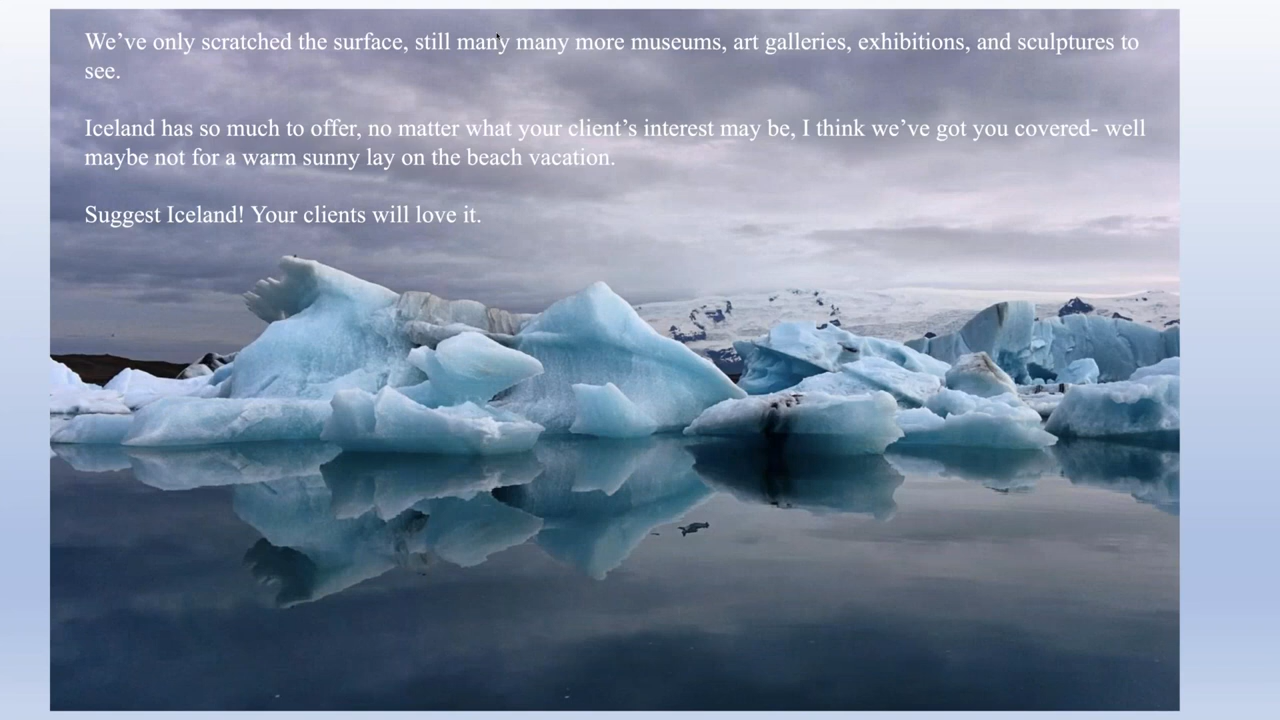 We’ve only scratched the surface, still many many more museums, art galleries, exhibitions, and sculptures to
see.
Iceland has so much to offer, no matter what your client’s interest may be, I think we’ve got you covered- well
maybe not for a warm sunny lay on the beach vacation.
Suggest Iceland! Your clients will love it.